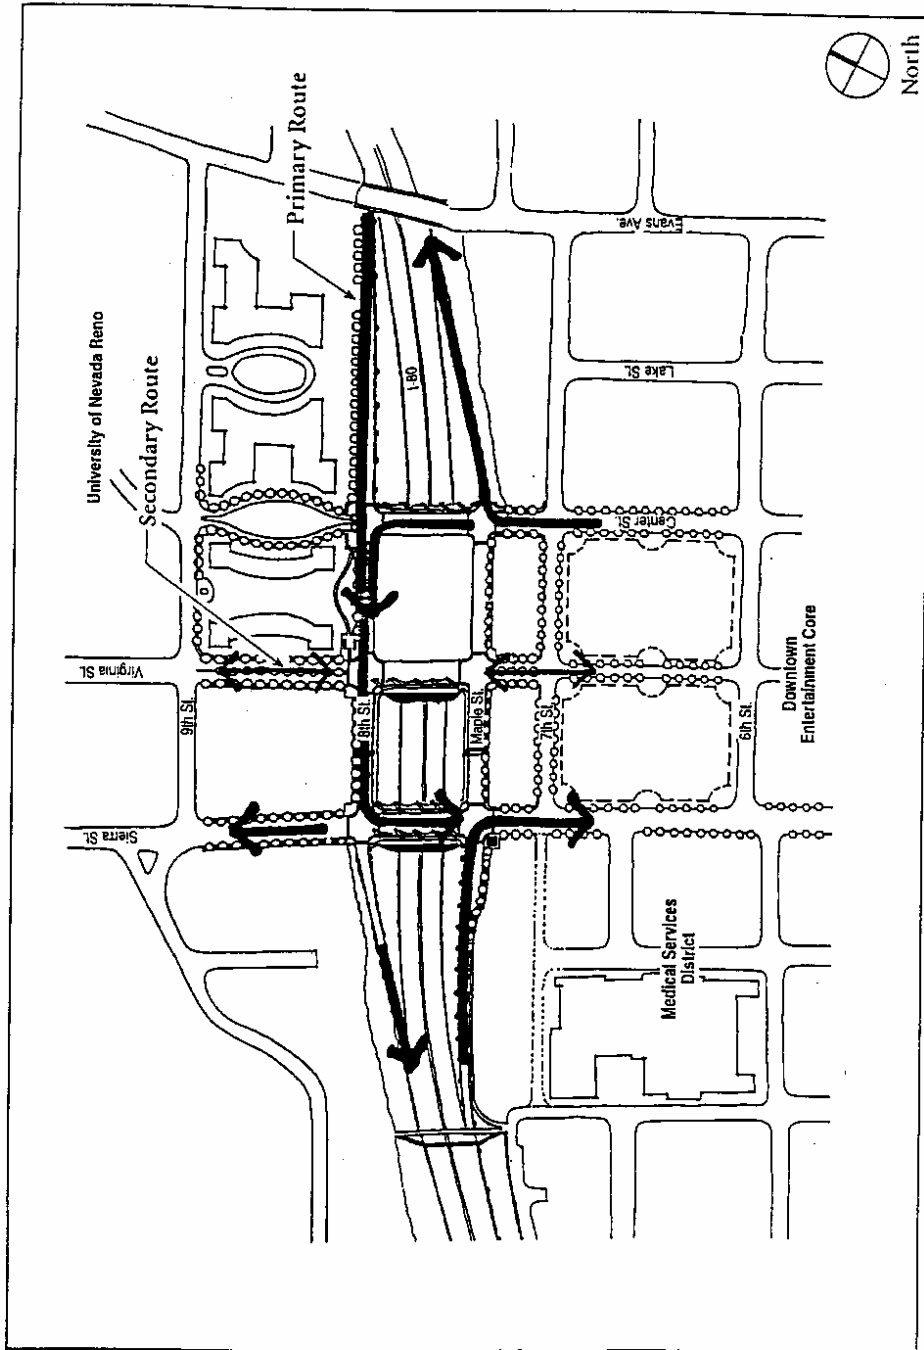 North
Primary Route
University of Nevada Reno
Secondary Route
Evans Ave.
Lake St.
I-80
Center St.
Virginia St.
9th St.
8th St.
Maple St.
7th St.
6th St.
Downtown
Entertainment Core
Sierra
St.
Medical Services
District